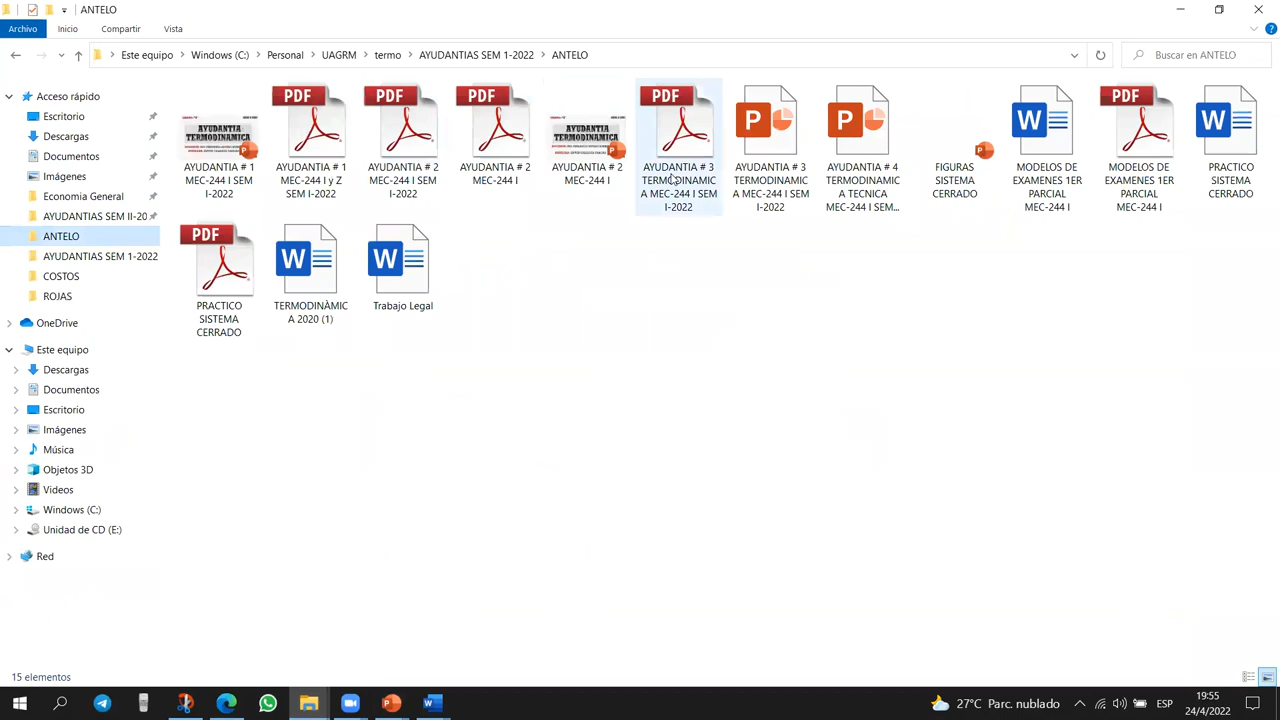 ANTELO
Archivo
Inicio
Compartir
Vista
Este equipo
Windows (C:)
Personal
UAGRM
termo
AYUDANTIAS SEM 1-2022
ANTELO
Buscar en ANTELO
Acceso rápido
Escritorio
Descargas
Documentos
Imágenes
Economia General
AYUDANTIAS SEM II-20
ANTELO
AYUDANTIAS SEM 1-2022
COSTOS
ROJAS
OneDrive
Este equipo
Descargas
Documentos
Escritorio
Imágenes
Música
Objetos 3D
Videos
Windows (C:)
Unidad de CD (E:)
Red
AYUDANTIA
TERMODINAMICA
P
AYUDANTIA # 1
MEC-244 I SEM
I-2022
PDF
AYUDANTIA # 1
MEC-244 I y Z
SEM I-2022
PDF
AYUDANTIA # 2
MEC-244 I SEM
I-2022
PDF
AYUDANTIA # 2
MEC-244 I
AYUDANTIA
TERMODINAMICA
P
AYUDANTIA # 2
MEC-244 I
PDF
AYUDANTIA # 3
TERMODINAMIC
A MEC-244 I SEM
I-2022
P
AYUDANTIA # 3
TERMODINAMIC
A MEC-244 I SEM
I-2022
P
AYUDANTIA # 4
TERMODINAMIC
A TECNICA
MEC-244 I SEM...
P
FIGURAS
SISTEMA
CERRADO
W
MODELOS DE
EXAMENES 1ER
PARCIAL
MEC-244 I
PDF
MODELOS DE
EXAMENES 1ER
PARCIAL
MEC-244 I
W
PRACTICO
SISTEMA
CERRADO
PDF
PRACTICO
SISTEMA
CERRADO
W
TERMODINÀMIC
A 2020 (1)
W
Trabajo Legal
15 elementos
P
W
27°C Parc. nublado
ESP
19:55
24/4/2022